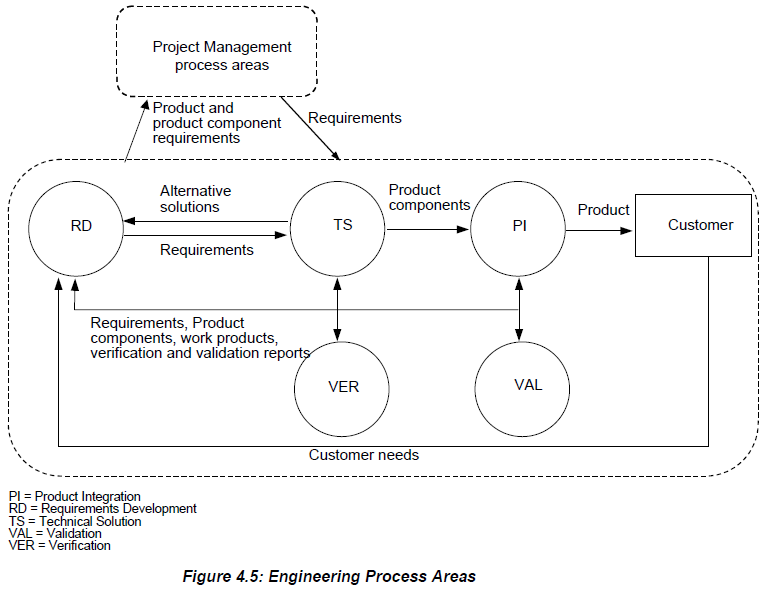 Project Management
process areas
Product and
product component
requirements
Requirements
Alternative
solutions
Product
components
Product
RD
TS
PI
Customer
Requirements
Requirements, Product
components, work products,
verification and validation reports
VER
VAL
Customer needs
PI = Product Integration
RD = Requirements Development
TS = Technical Solution
VAL = Validation
VER = Verification
Figure 4.5: Engineering Process Areas